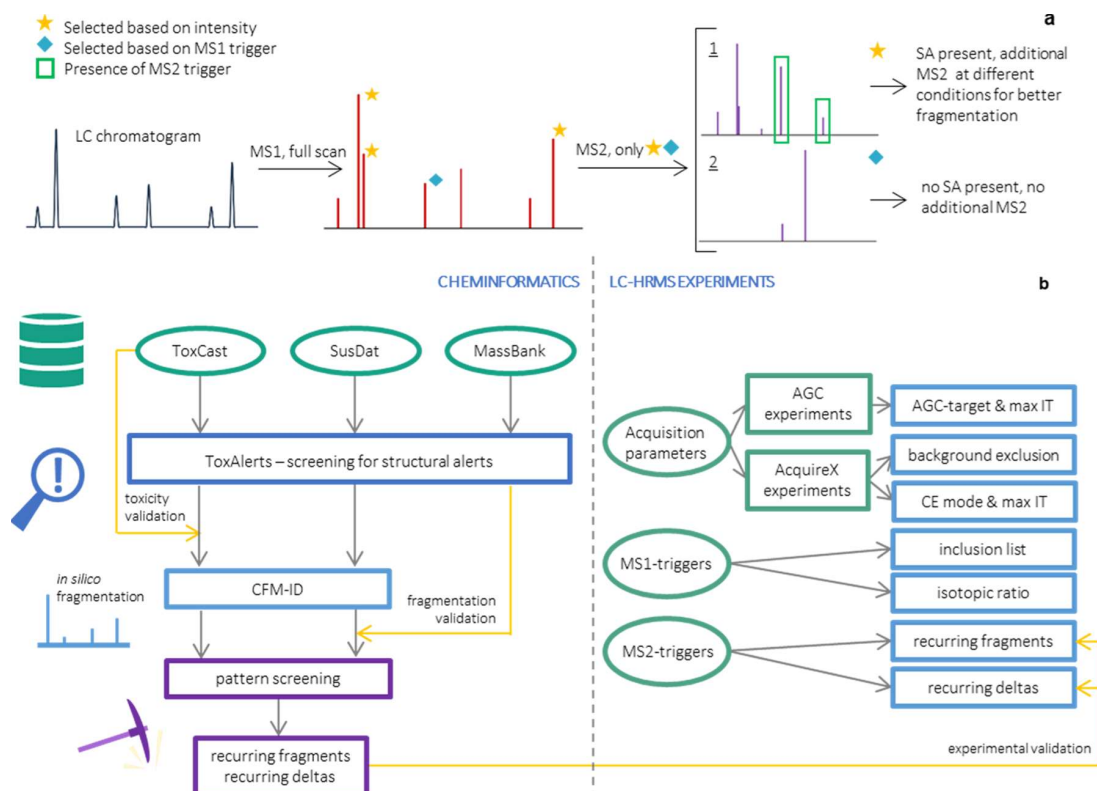 a
Selected based on intensity
Selected based on MS1 trigger
Presence of MS2 trigger
LC chromatogram
MS1, full scan
MS2, only
1
SA present, additional
MS2 at different
conditions for better
fragmentation
2
no SA present, no
additional MS2
CHEMINFORMATICS
LC-HRMS EXPERIMENTS
b
ToxCast
SusDat
MassBank
ToxAlerts – screening for structural alerts
toxicity
validation
in silico
fragmentation
CFM-ID
fragmentation
validation
pattern screening
recurring fragments
recurring deltas
Acquisition
parameters
AGC
experiments
AGC-target & max IT
AcquireX
experiments
background exclusion
CE mode & max IT
MS1-triggers
inclusion list
isotopic ratio
MS2-triggers
recurring fragments
recurring deltas
experimental validation